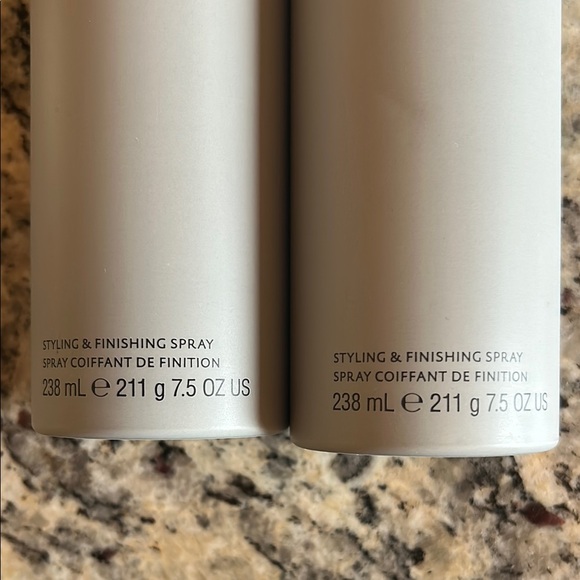 STYLING & FINISHING SPRAY
SPRAY COIFFANT DE FINITION
238 mL ℮ 211 g 7.5 OZ US
STYLING & FINISHING SPRAY
SPRAY COIFFANT DE FINITION
238 mL ℮ 211 g 7.5 OZ US